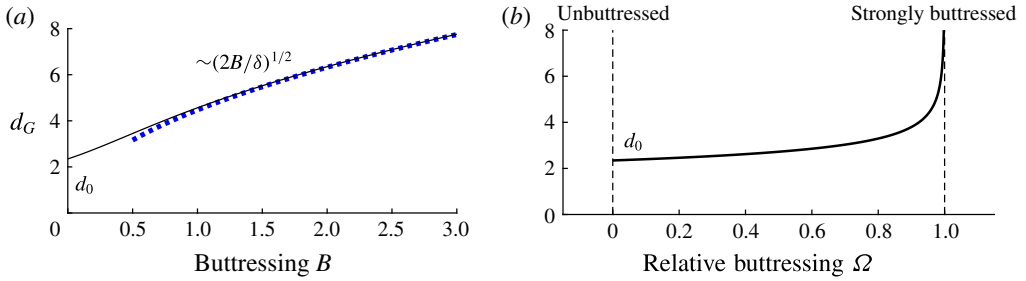 (a)
8
6
4
2
0
d_G
~(2B/δ)^{1/2}
d_0
0.5 1.0 1.5 2.0 2.5 3.0
Buttressing B
(b)
Unbuttressed Strongly buttressed
8
6
4
2
0
d_0
0 0.2 0.4 0.6 0.8 1.0
Relative buttressing Ω